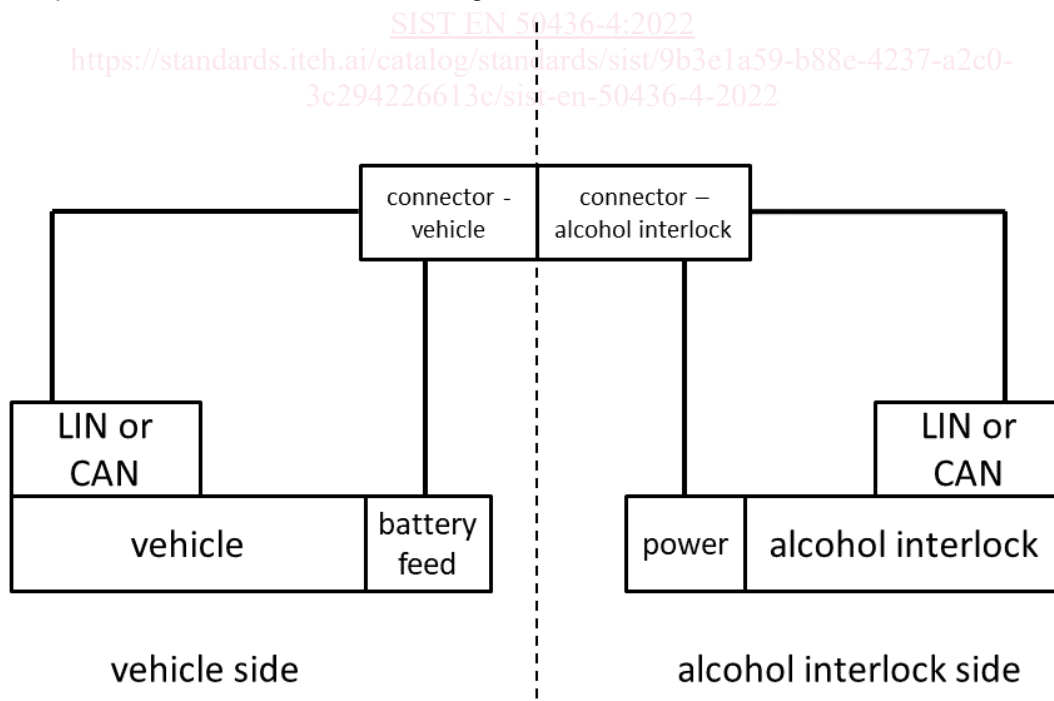 SIST EN 50436-4:2022
https://standards.iteh.ai/catalog/standards/sist/9b3e1a59-b88e-4237-a2c0-
3c294226613c/sist-en-50436-4-2022
connector -
vehicle
connector –
alcohol interlock
LIN or
CAN
LIN or
CAN
vehicle
battery
feed
power
alcohol interlock
vehicle side
alcohol interlock side